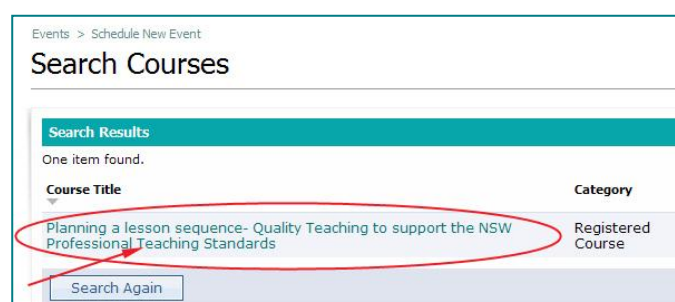 Events > Schedule New Event
Search Courses
Search Results
One item found.
Course Title Category
Planning a lesson sequence- Quality Teaching to support the NSW Registered
Professional Teaching Standards Course
Search Again